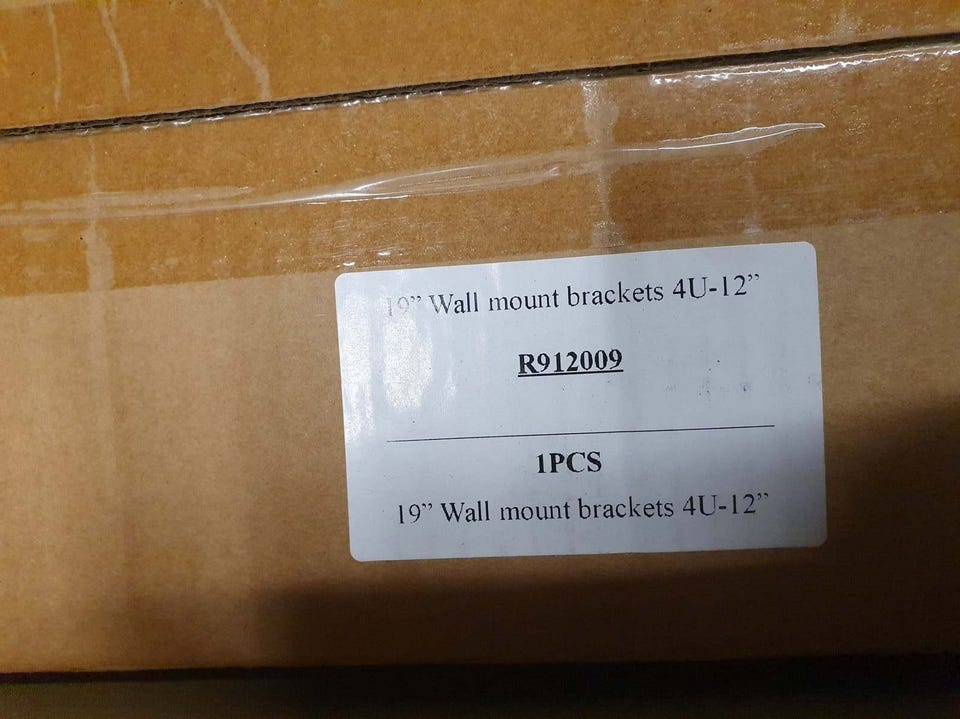 19” Wall mount brackets 4U-12”
R912009
1PCS
19” Wall mount brackets 4U-12”